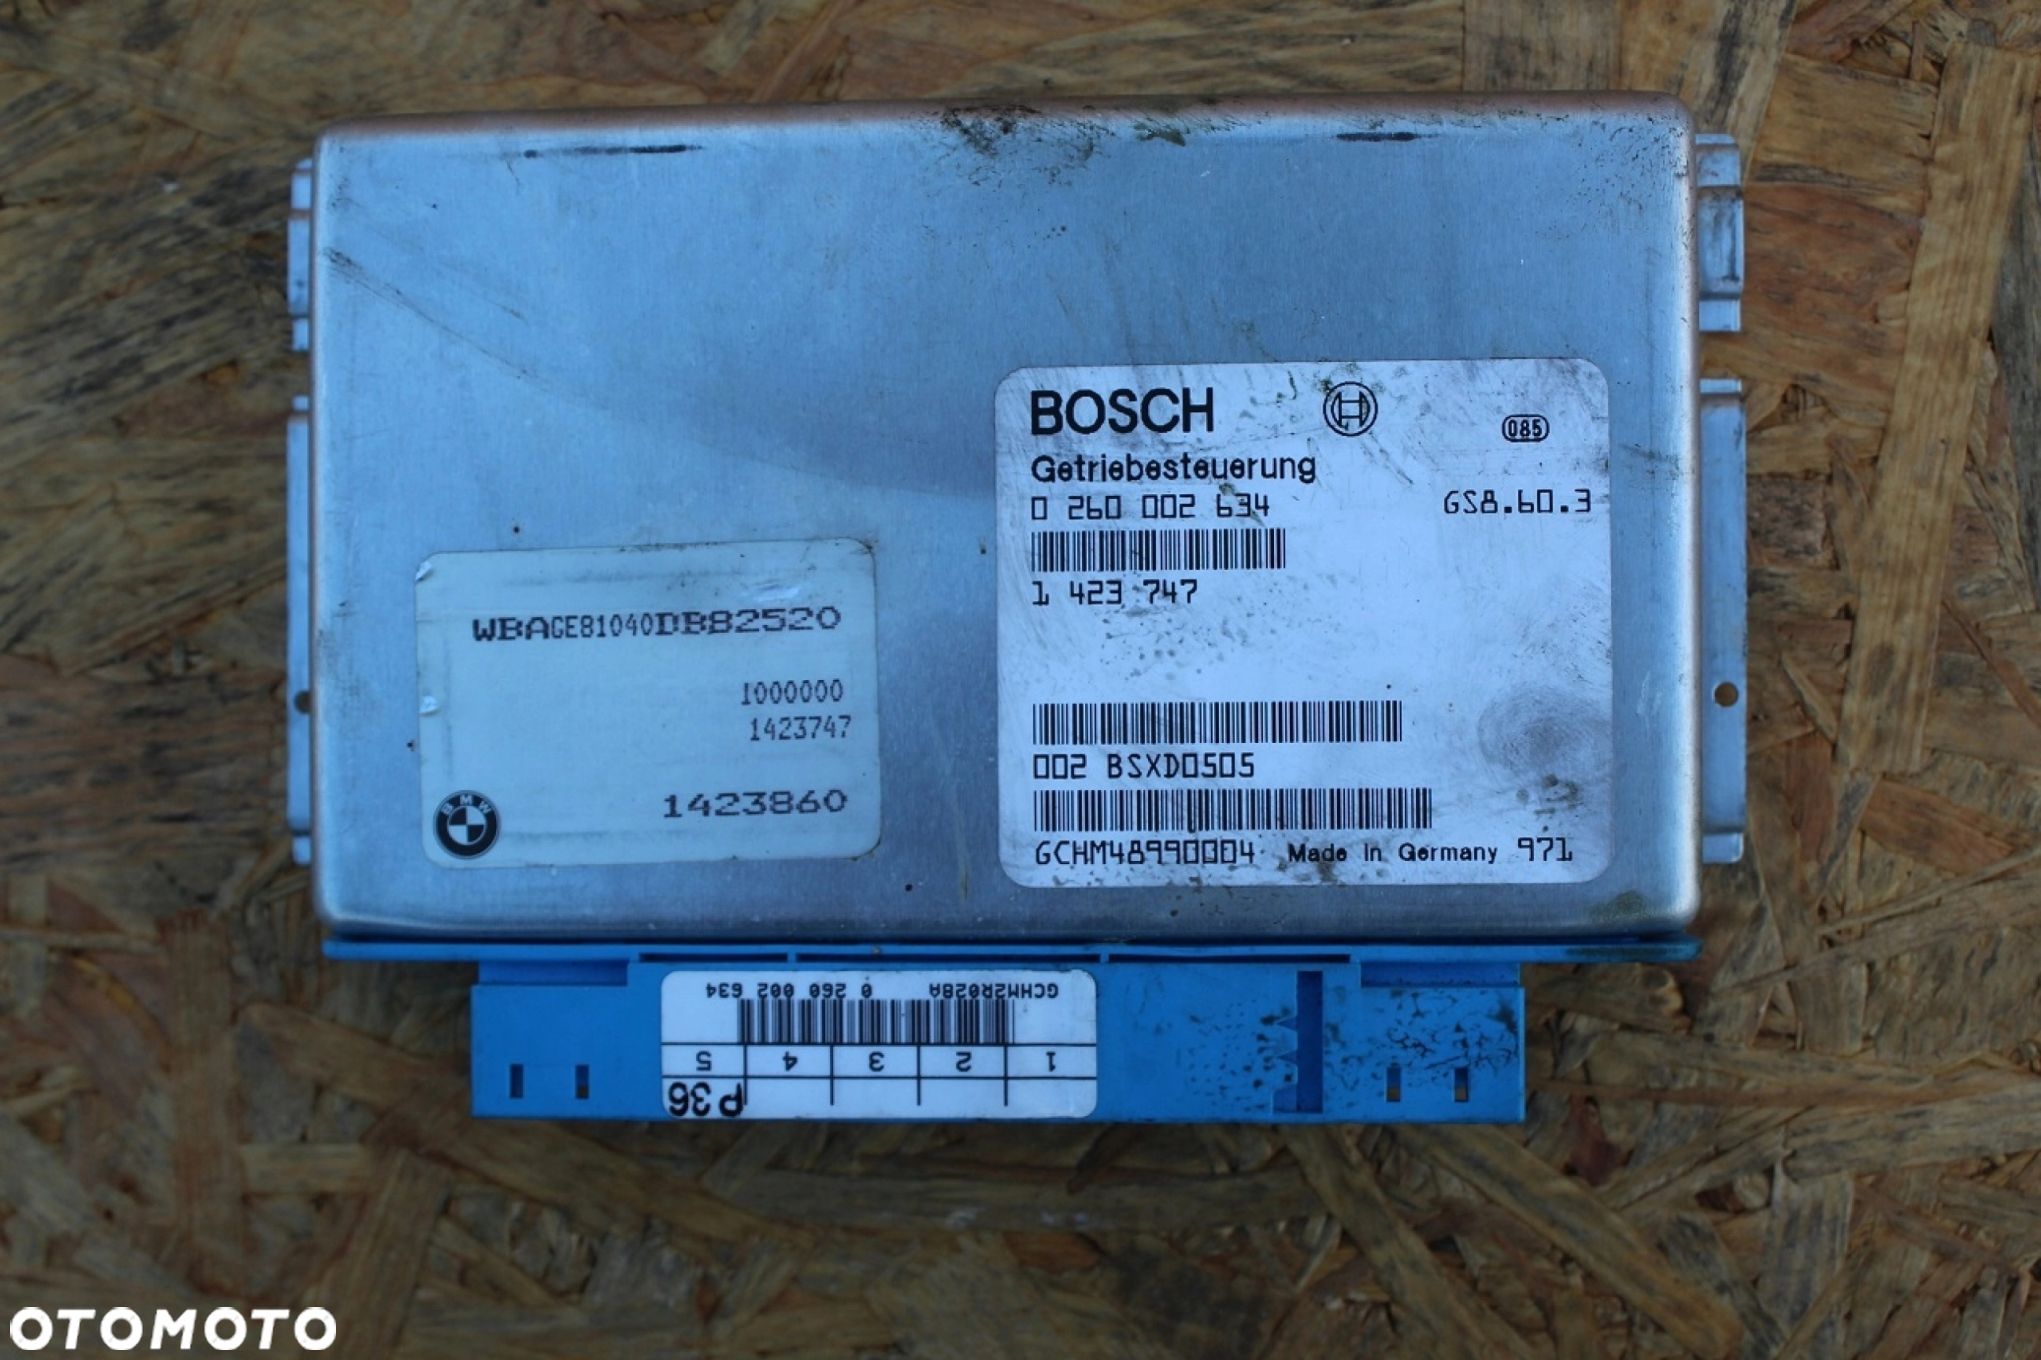 BOSCH
085
Getriebesteuerung
0 260 002 634 GS8.60.3
1 423 747
WBAGE81040DB82520
1000000
1423747
002 BSXD0505
1423860
BMW
GCHM48990004 Made in Germany 971
GCHM2R028A 0 260 002 634
1 2 3 4 5
P36
OTOMOTO